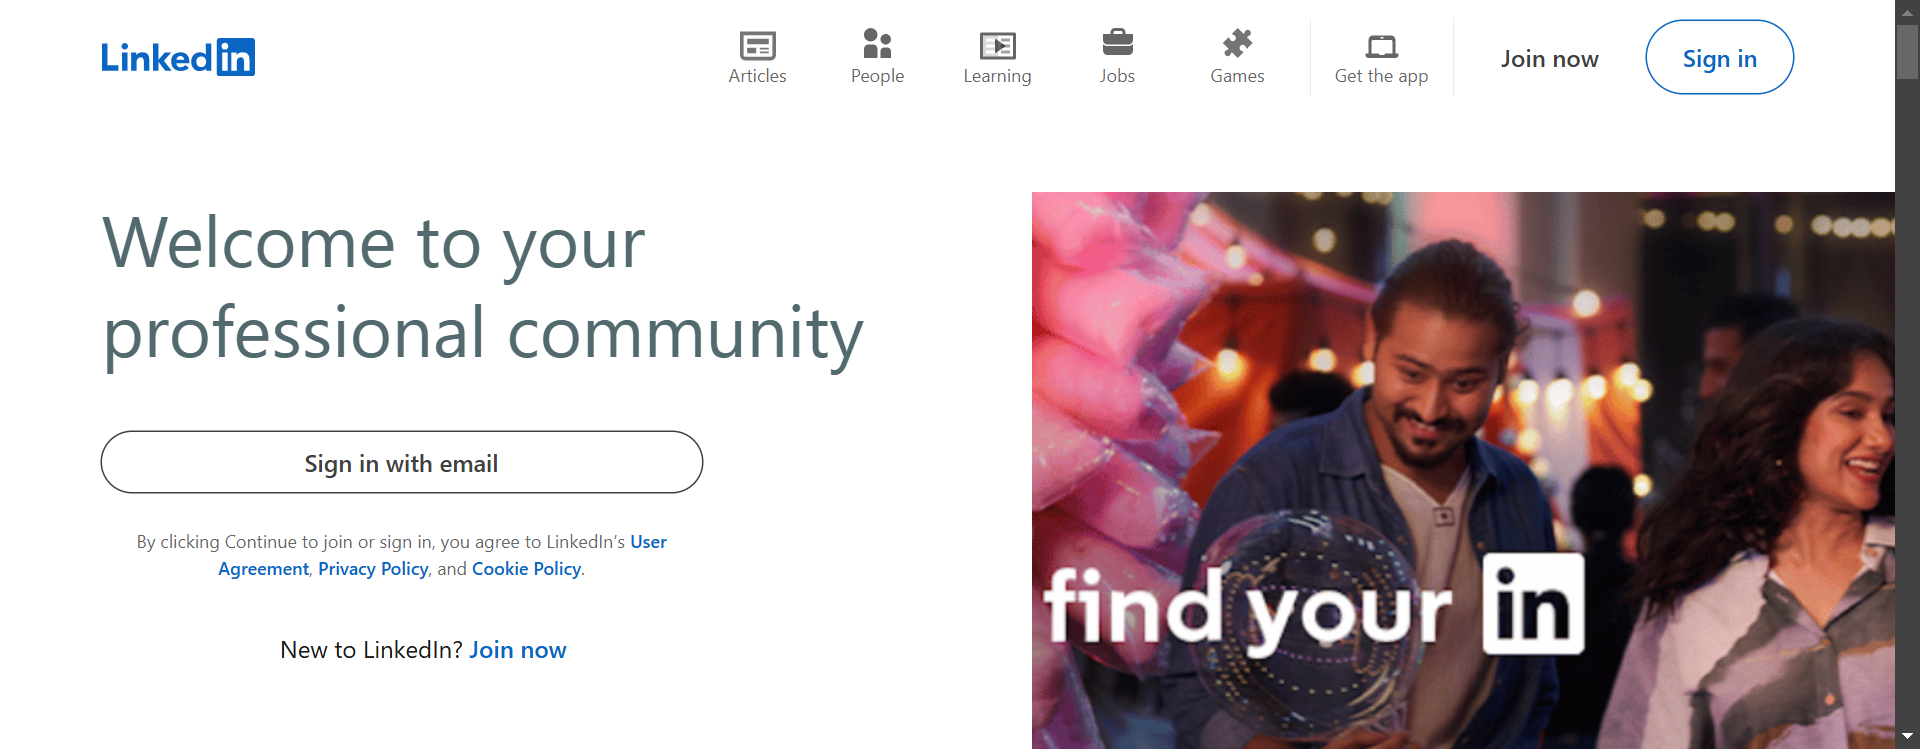 LinkedIn
Articles
People
Learning
Jobs
Games
Get the app
Join now
Sign in
Welcome to your
professional community
Sign in with email
By clicking Continue to join or sign in, you agree to LinkedIn’s User
Agreement, Privacy Policy, and Cookie Policy.
New to LinkedIn? Join now
find your in